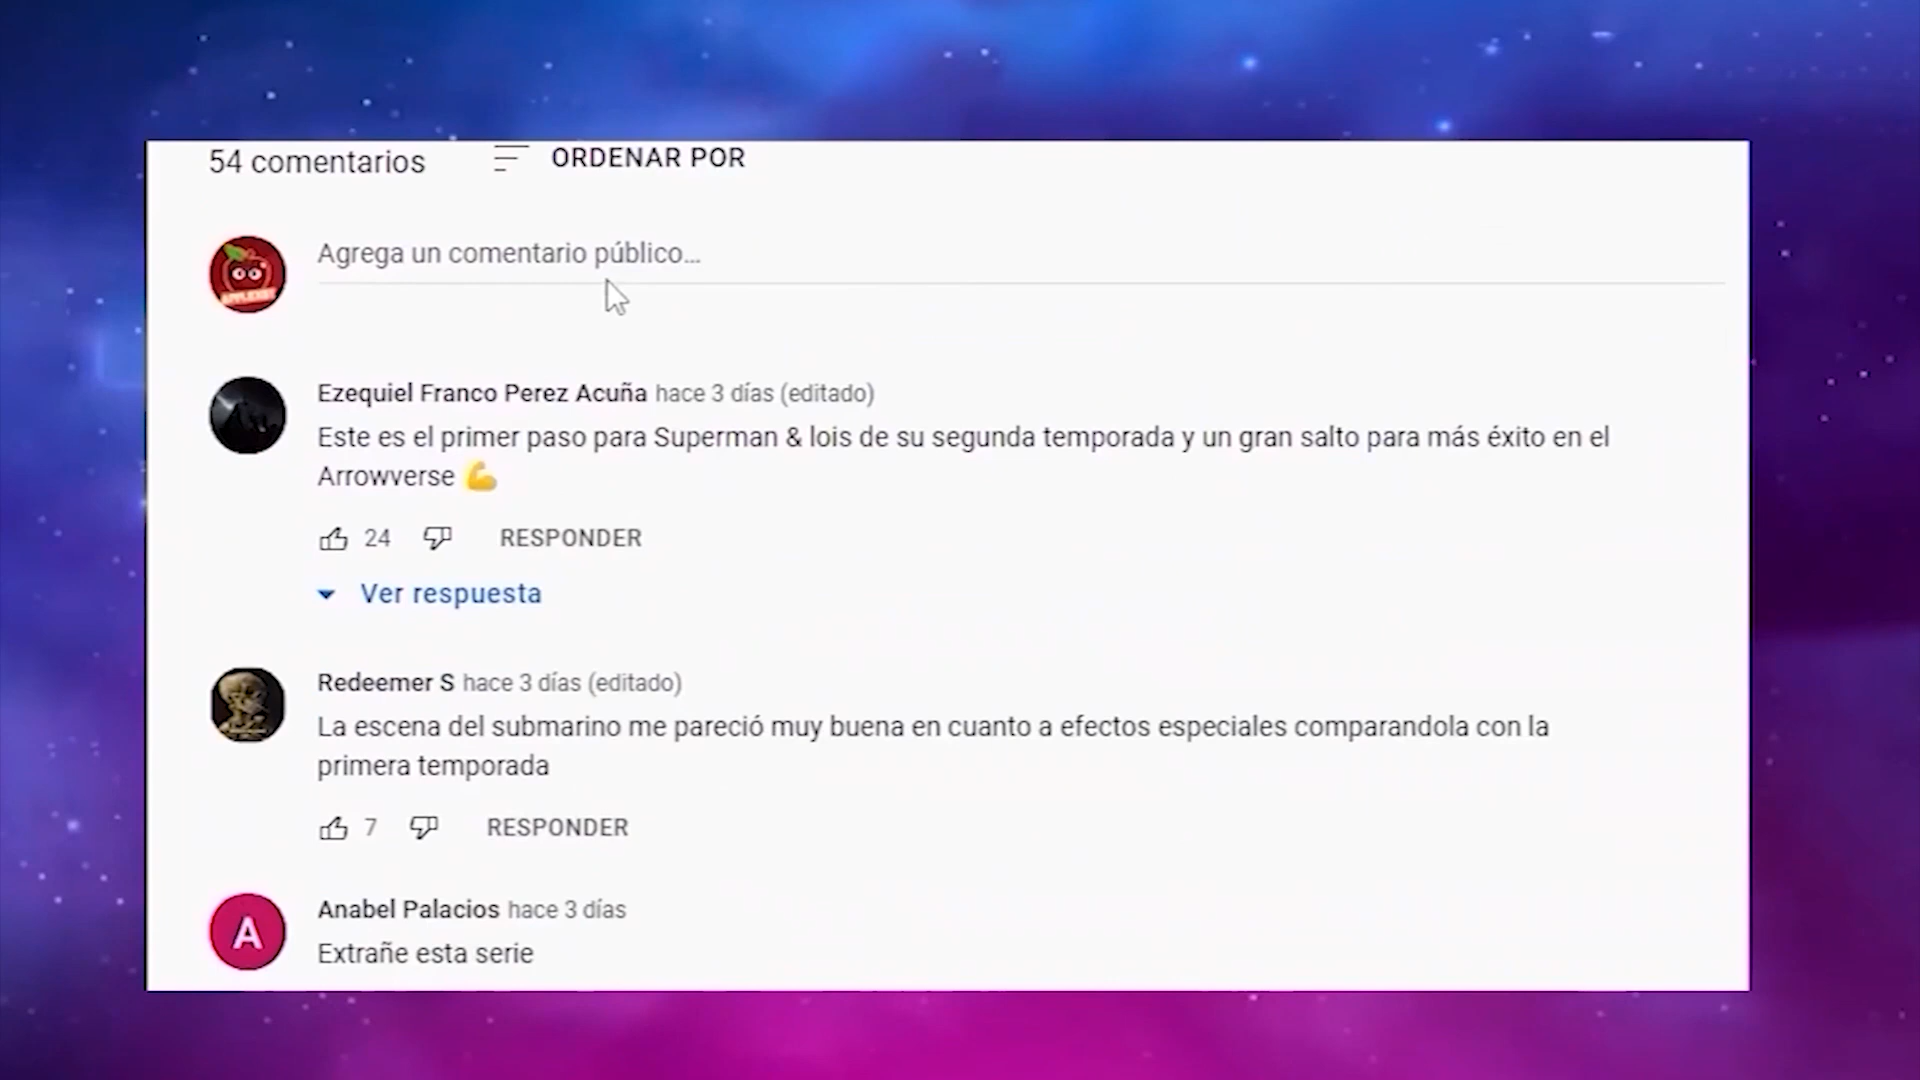 54 comentarios
ORDENAR POR
Agrega un comentario público...
Ezequiel Franco Perez Acuña hace 3 días (editado)
Este es el primer paso para Superman & lois de su segunda temporada y un gran salto para más éxito en el
Arrowverse 💪
24 RESPONDER
Ver respuesta
Redeemer S hace 3 días (editado)
La escena del submarino me pareció muy buena en cuanto a efectos especiales comparandola con la
primera temporada
7 RESPONDER
A
Anabel Palacios hace 3 días
Extrañe esta serie